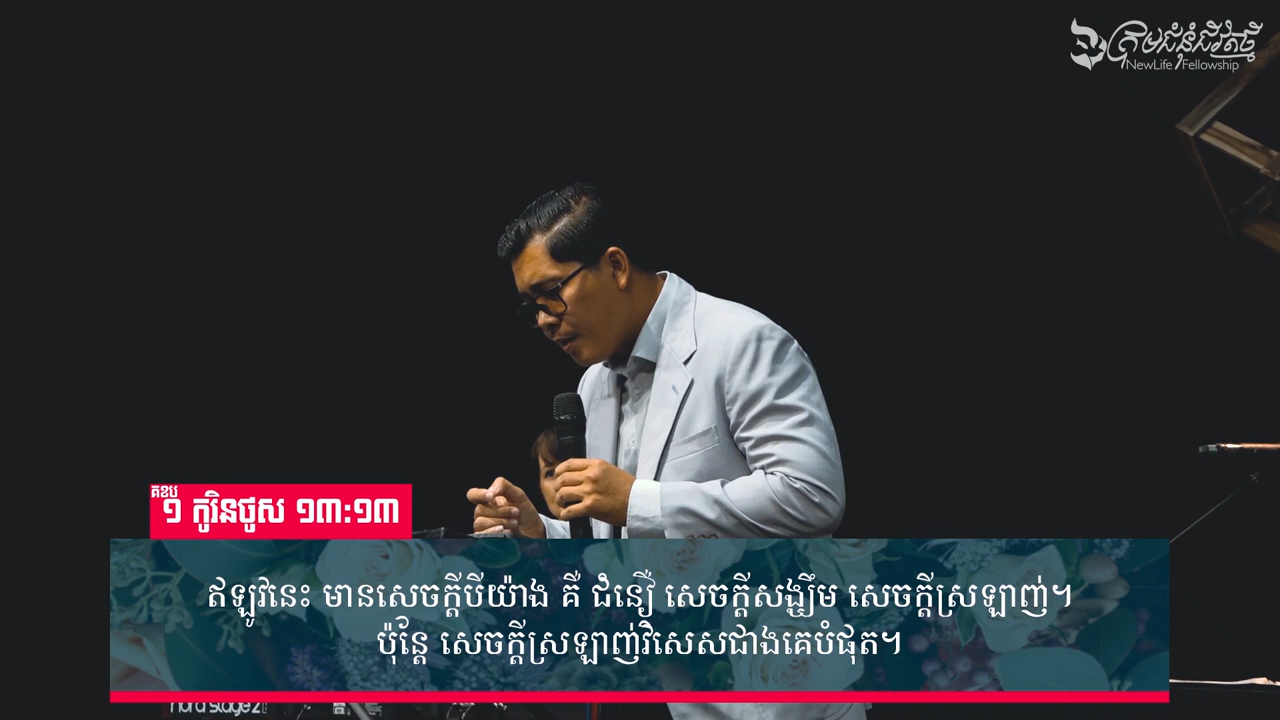 ក្រុមជំនុំជីវិតថ្មី
NewLife Fellowship
គខប
១ កូរិនថូស ១៣:១៣
ឥឡូវនេះ មានសេចក្តីបីយ៉ាង គឺ ជំនឿ សេចក្តីសង្ឃឹម សេចក្តីស្រឡាញ់។
ប៉ុន្តែ សេចក្តីស្រឡាញ់វិសេសជាងគេបំផុត។
nord stage 2